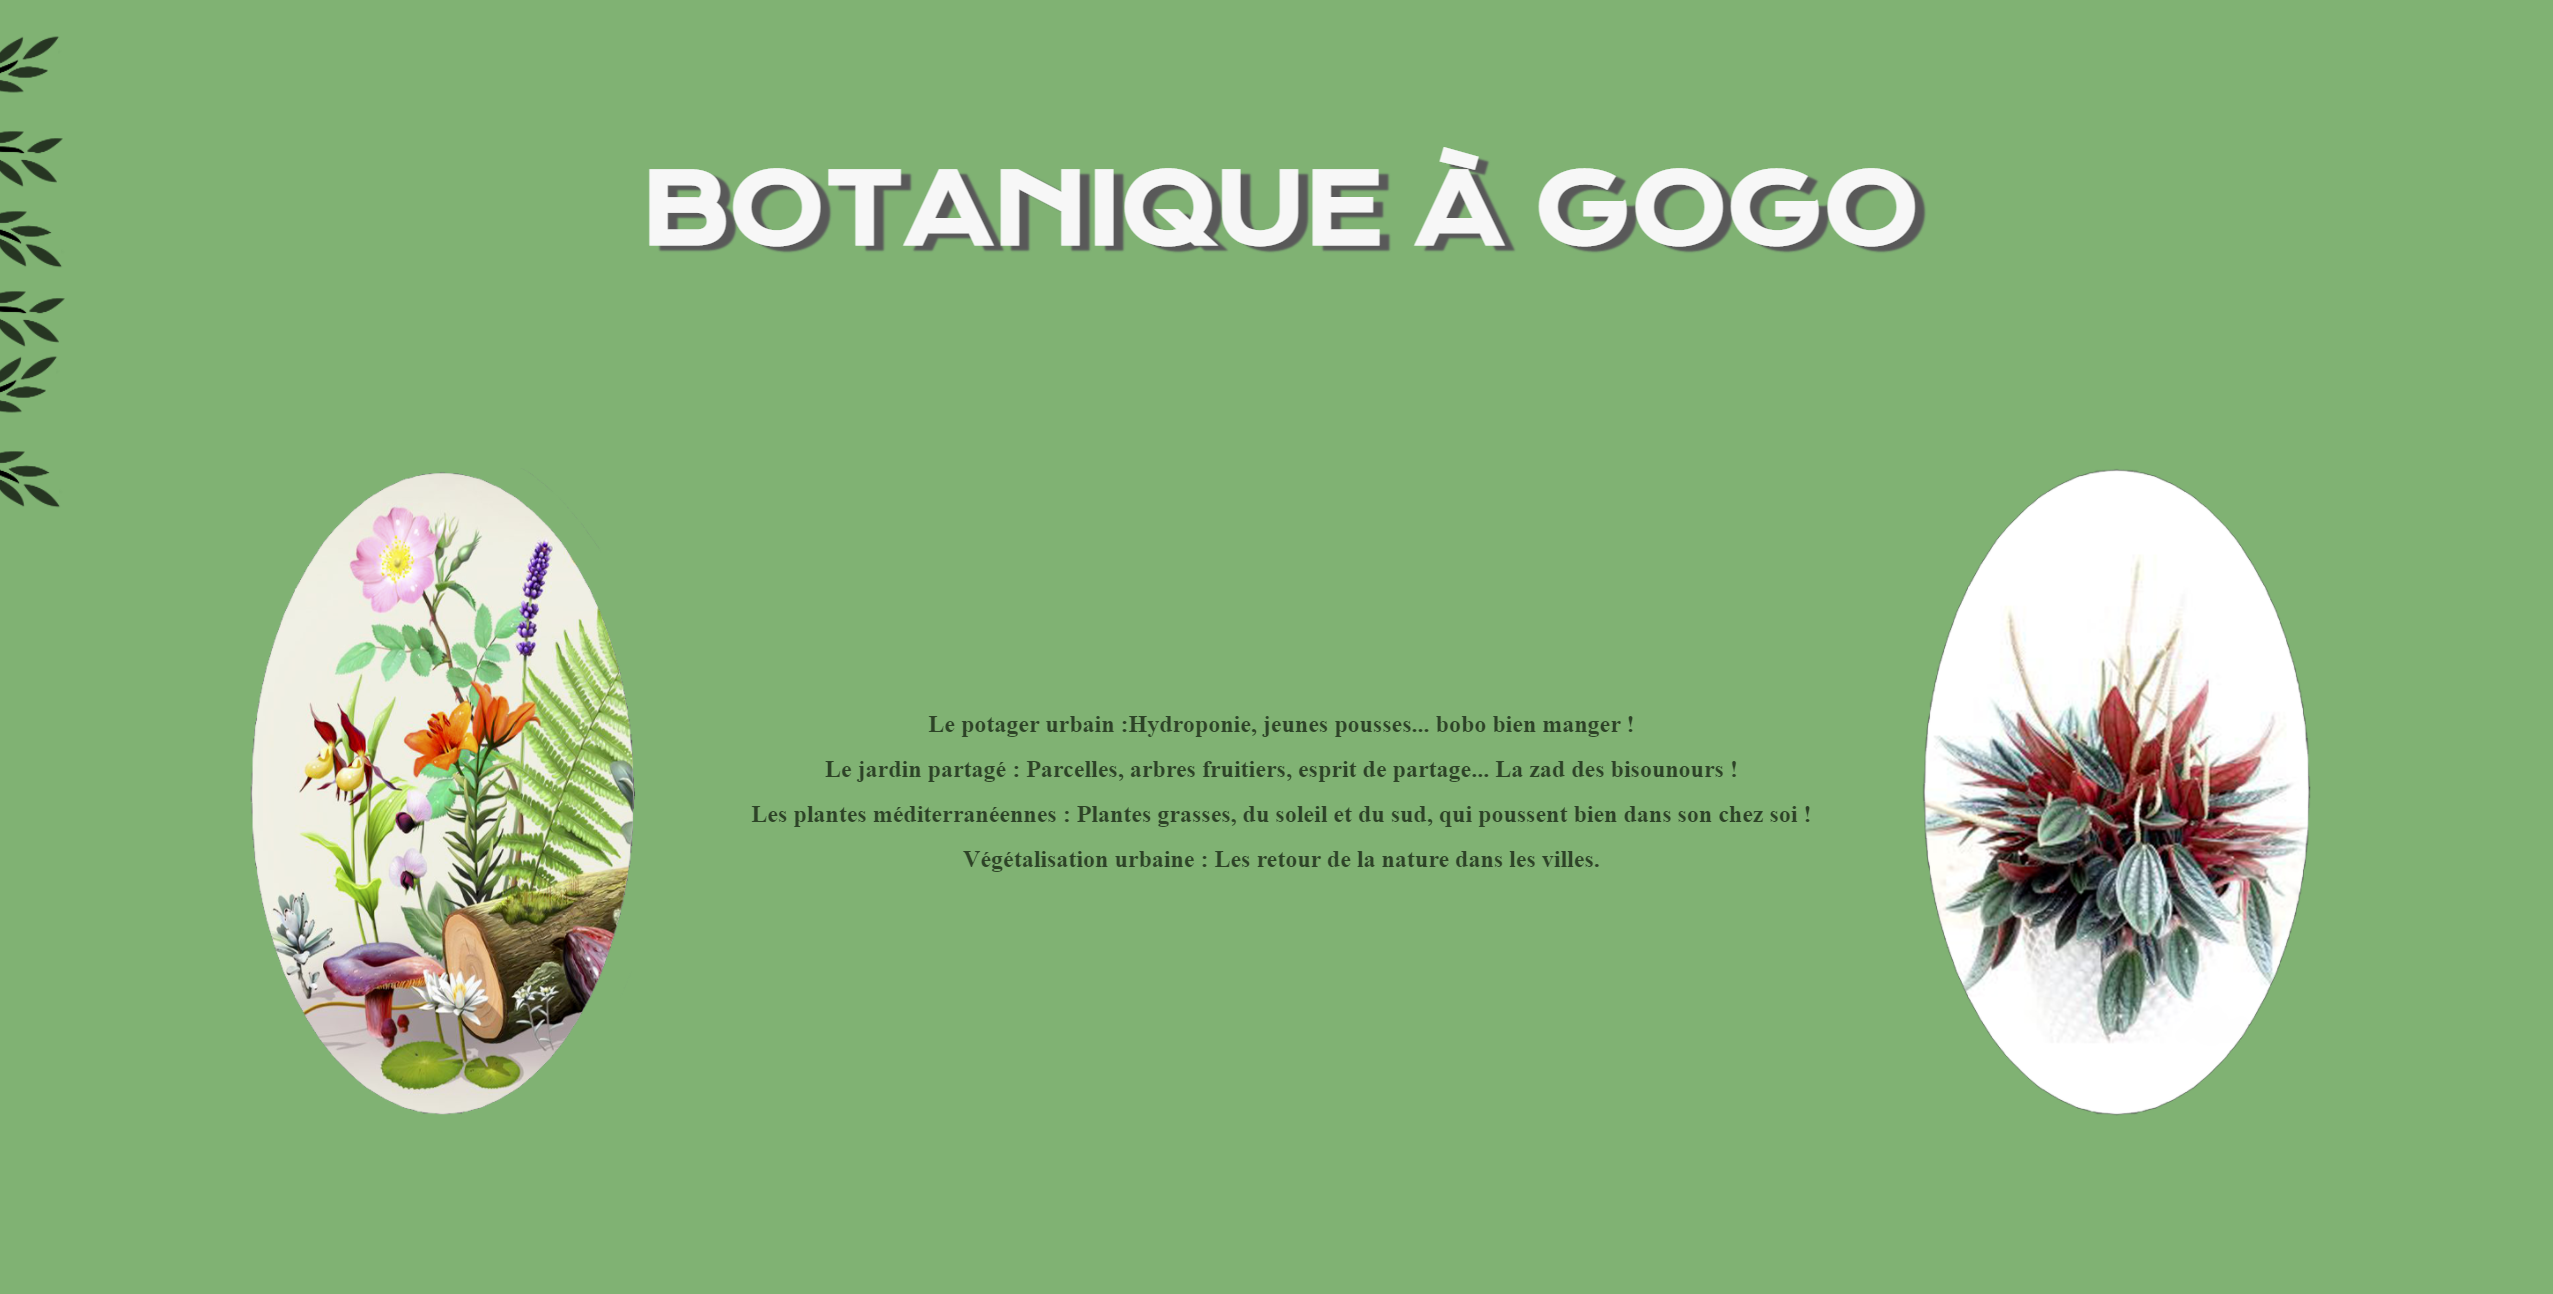 BOTANIQUE À GOGO
Le potager urbain :Hydroponie, jeunes pousses... bobo bien manger !
Le jardin partagé : Parcelles, arbres fruitiers, esprit de partage... La zad des bisounours !
Les plantes méditerranéennes : Plantes grasses, du soleil et du sud, qui poussent bien dans son chez soi !
Végétalisation urbaine : Les retour de la nature dans les villes.